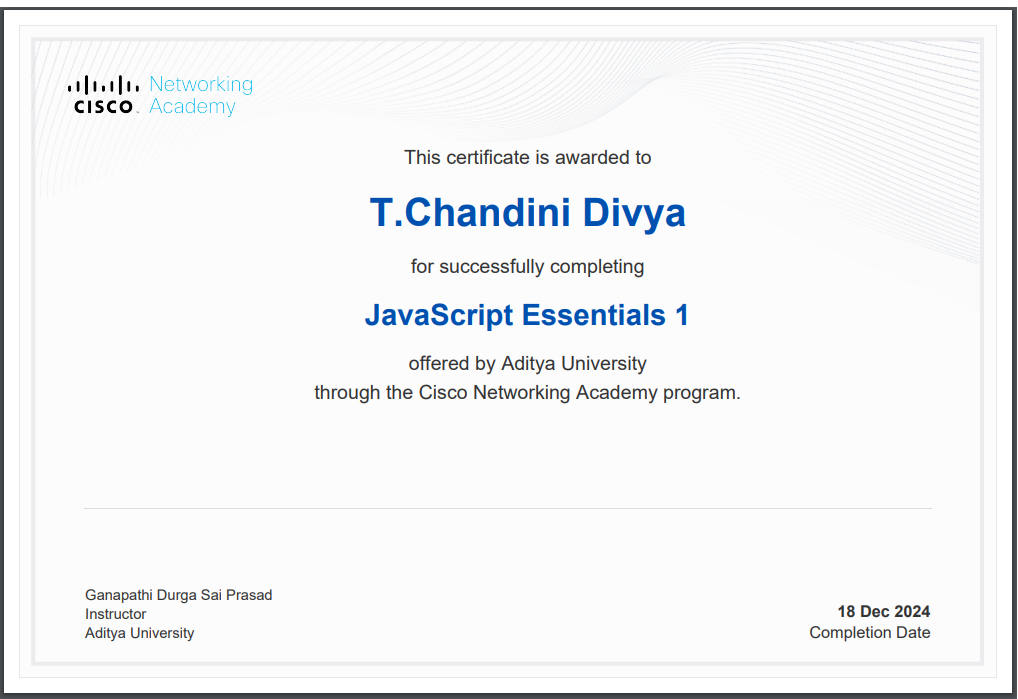 Networking
CISCO Academy
This certificate is awarded to
T.Chandini Divya
for successfully completing
JavaScript Essentials 1
offered by Aditya University
through the Cisco Networking Academy program.
Ganapathi Durga Sai Prasad
Instructor
Aditya University
18 Dec 2024
Completion Date